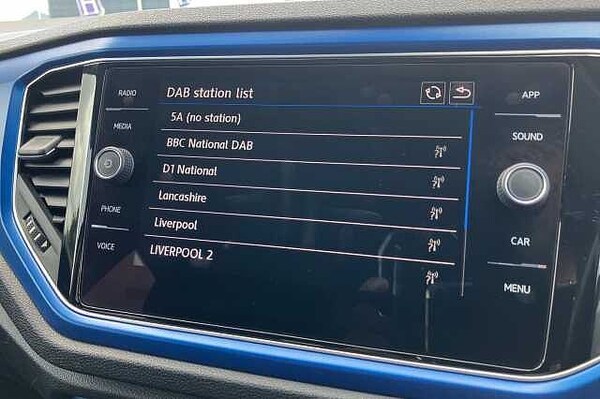 RADIO
MEDIA
PHONE
VOICE
DAB station list
5A (no station)
BBC National DAB
D1 National
Lancashire
Liverpool
LIVERPOOL 2
APP
SOUND
CAR
MENU